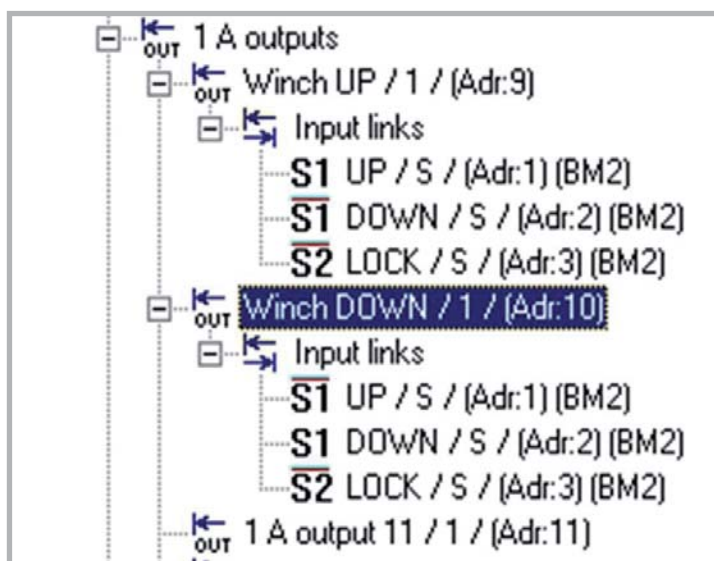 OUT 1 A outputs
OUT Winch UP / 1 / (Adr:9)
Input links
S1 UP / S / (Adr:1) (BM2)
S1 DOWN / S / (Adr:2) (BM2)
S2 LOCK / S / (Adr:3) (BM2)
OUT Winch DOWN / 1 / (Adr:10)
Input links
S1 UP / S / (Adr:1) (BM2)
S1 DOWN / S / (Adr:2) (BM2)
S2 LOCK / S / (Adr:3) (BM2)
OUT 1 A output 11 / 1 / (Adr:11)